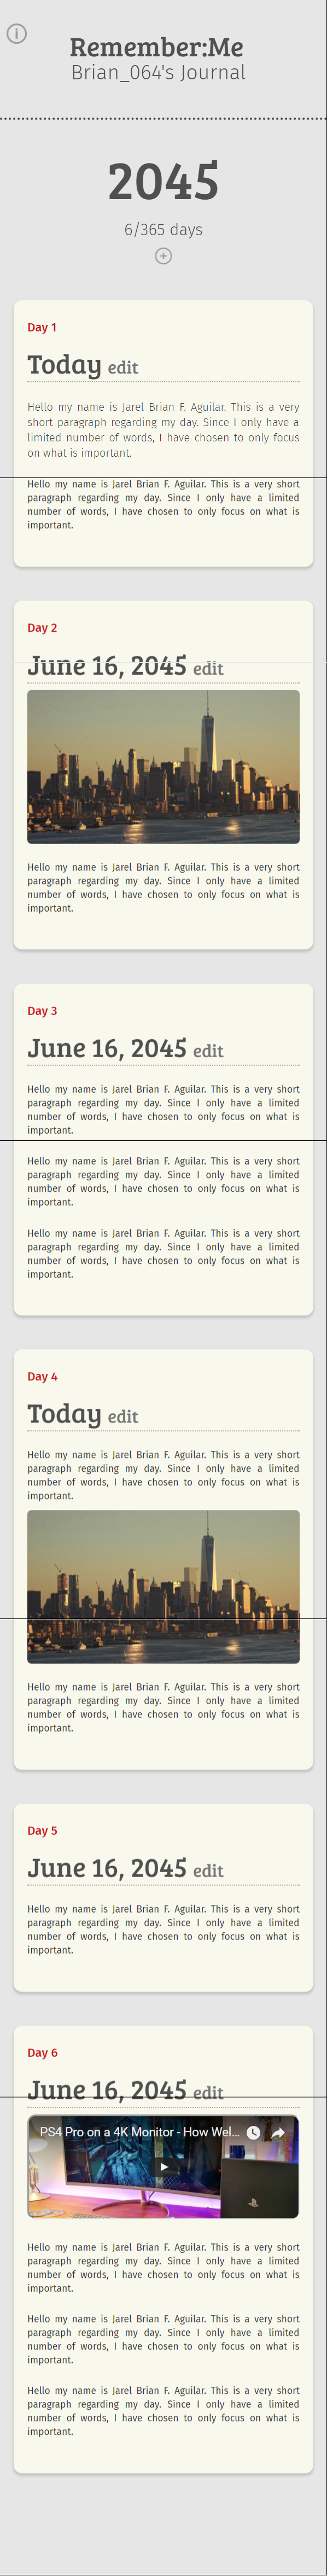 Remember:Me
Brian_064's Journal
2045
6/365 days
Day 1
Today edit
Hello my name is Jarel Brian F. Aguilar. This is a very
short paragraph regarding my day. Since I only have a
limited number of words, I have chosen to only focus
on what is important.
Hello my name is Jarel Brian F. Aguilar. This is a very short
paragraph regarding my day. Since I only have a limited
number of words, I have chosen to only focus on what is
important.
Day 2
June 16, 2045 edit
Hello my name is Jarel Brian F. Aguilar. This is a very short
paragraph regarding my day. Since I only have a limited
number of words, I have chosen to only focus on what is
important.
Day 3
June 16, 2045 edit
Hello my name is Jarel Brian F. Aguilar. This is a very short
paragraph regarding my day. Since I only have a limited
number of words, I have chosen to only focus on what is
important.
Hello my name is Jarel Brian F. Aguilar. This is a very short
paragraph regarding my day. Since I only have a limited
number of words, I have chosen to only focus on what is
important.
Hello my name is Jarel Brian F. Aguilar. This is a very short
paragraph regarding my day. Since I only have a limited
number of words, I have chosen to only focus on what is
important.
Day 4
Today edit
Hello my name is Jarel Brian F. Aguilar. This is a very short
paragraph regarding my day. Since I only have a limited
number of words, I have chosen to only focus on what is
important.
Hello my name is Jarel Brian F. Aguilar. This is a very short
paragraph regarding my day. Since I only have a limited
number of words, I have chosen to only focus on what is
important.
Day 5
June 16, 2045 edit
Hello my name is Jarel Brian F. Aguilar. This is a very short
paragraph regarding my day. Since I only have a limited
number of words, I have chosen to only focus on what is
important.
Day 6
June 16, 2045 edit
PS4 Pro on a 4K Monitor - How Wel...
Hello my name is Jarel Brian F. Aguilar. This is a very short
paragraph regarding my day. Since I only have a limited
number of words, I have chosen to only focus on what is
important.
Hello my name is Jarel Brian F. Aguilar. This is a very short
paragraph regarding my day. Since I only have a limited
number of words, I have chosen to only focus on what is
important.
Hello my name is Jarel Brian F. Aguilar. This is a very short
paragraph regarding my day. Since I only have a limited
number of words, I have chosen to only focus on what is
important.